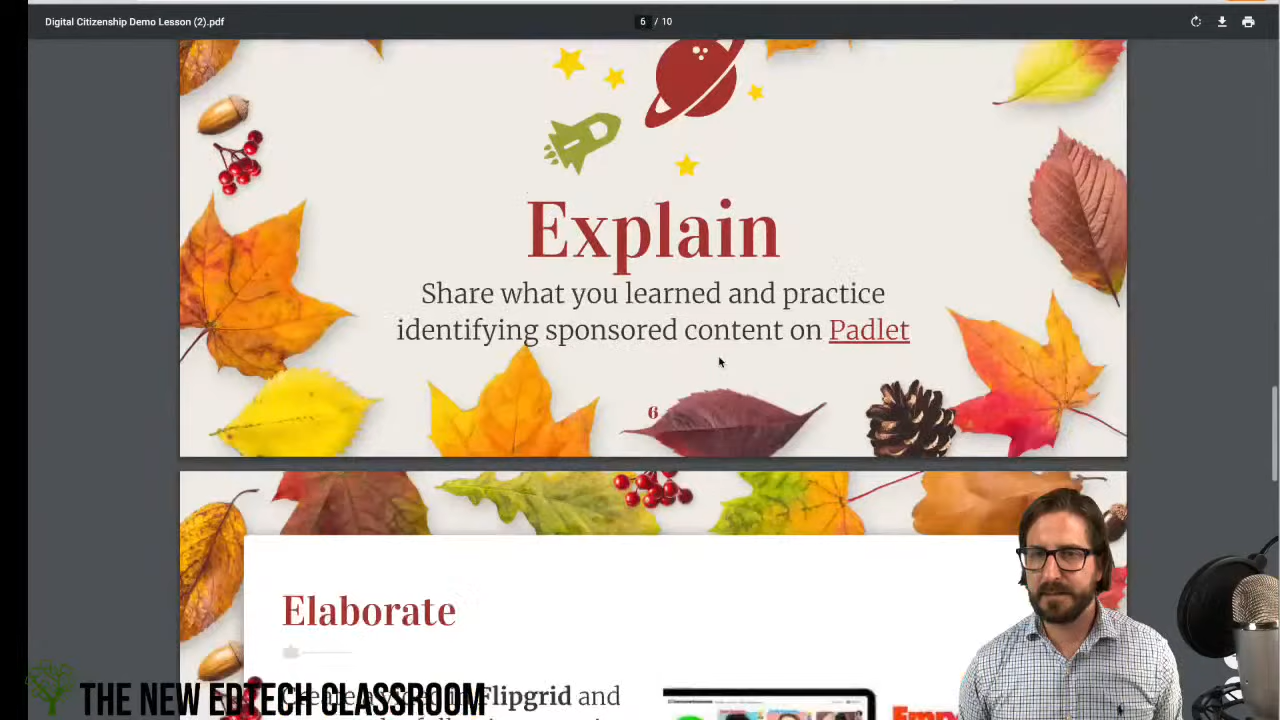 Digital Citizenship Demo Lesson (2).pdf
6 / 10
Explain
Share what you learned and practice
identifying sponsored content on Padlet
6
Elaborate
Flipgrid and
THE NEW EDTECH CLASSROOM